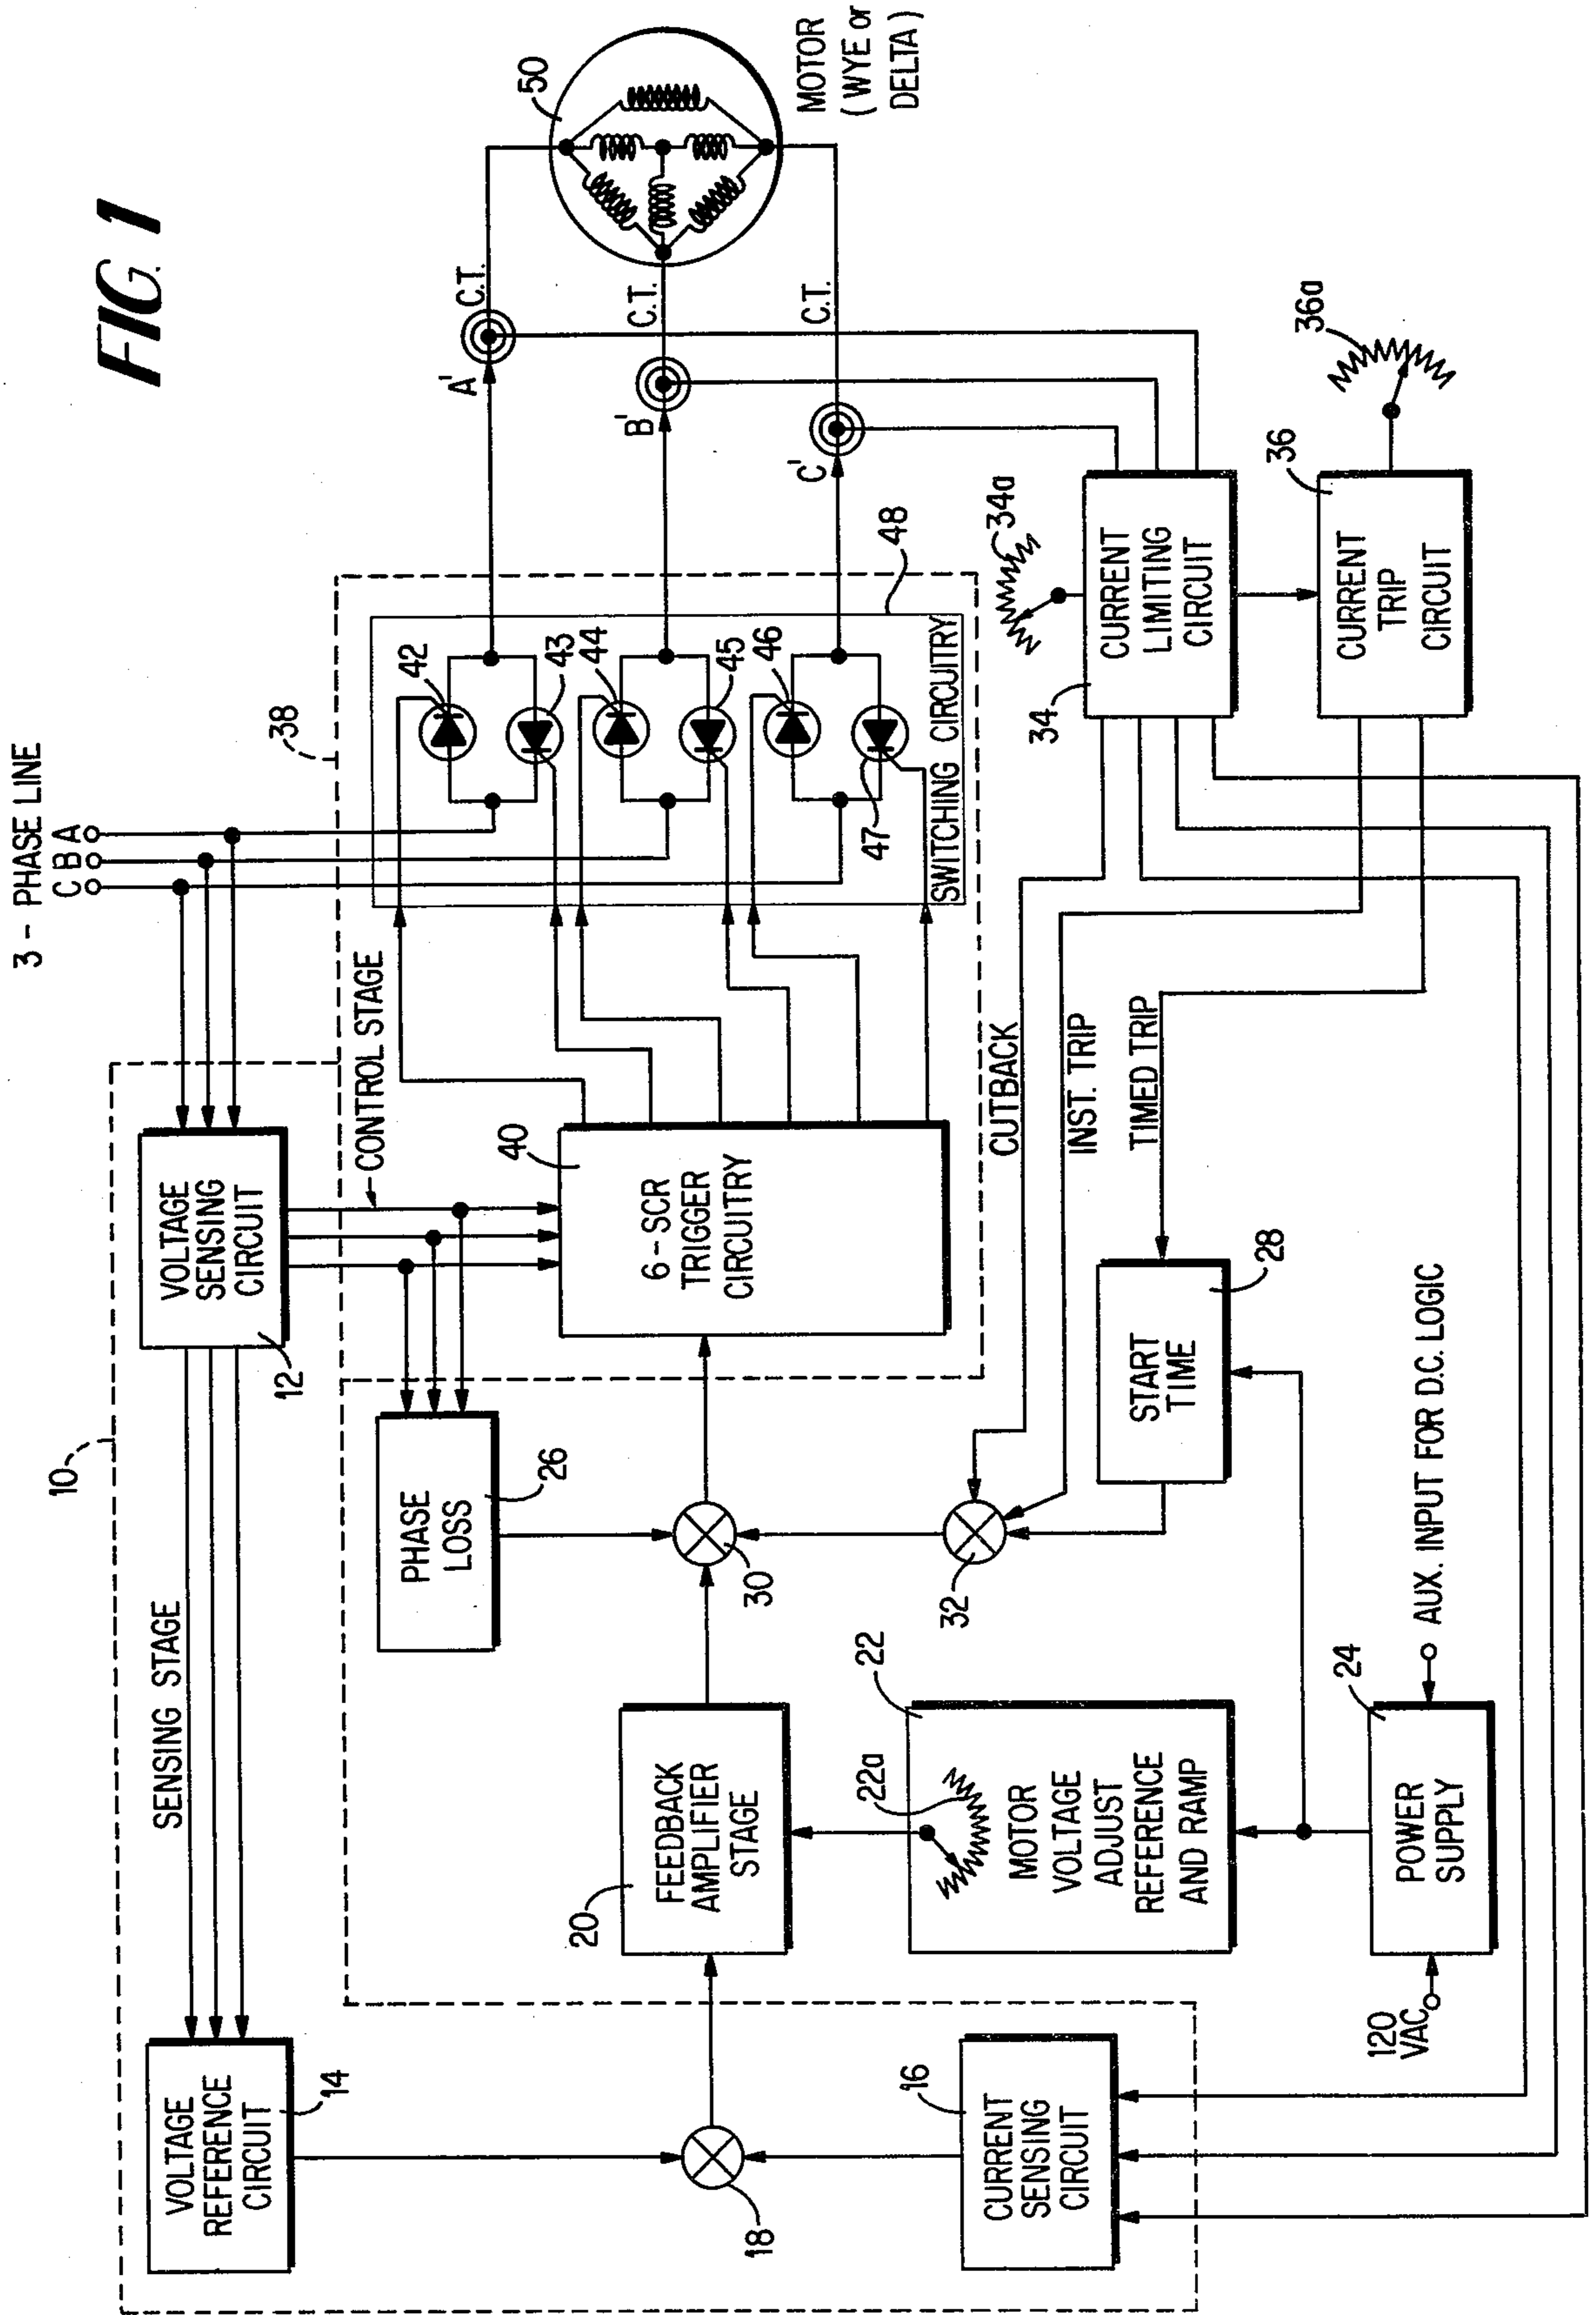 FIG. 1
3 - PHASE LINE
C B A
10
SENSING STAGE
VOLTAGE
REFERENCE
CIRCUIT
14
VOLTAGE
SENSING
CIRCUIT
12
CONTROL STAGE
38
PHASE
LOSS
26
6-SCR
TRIGGER
CIRCUITRY
40
42
43
44
45
46
47
SWITCHING CIRCUITRY
48
A'
C.T.
B'
C.T.
C'
C.T.
50
MOTOR
(WYE or
DELTA)
18
FEEDBACK
AMPLIFIER
STAGE
20
30
32
CURRENT
SENSING
CIRCUIT
16
22
22a
MOTOR
VOLTAGE
ADJUST
REFERENCE
AND RAMP
START
TIME
28
CUTBACK
INST. TRIP
TIMED TRIP
34
34a
CURRENT
LIMITING
CIRCUIT
36
36a
CURRENT
TRIP
CIRCUIT
120
VAC
POWER
SUPPLY
24
AUX. INPUT FOR D.C. LOGIC